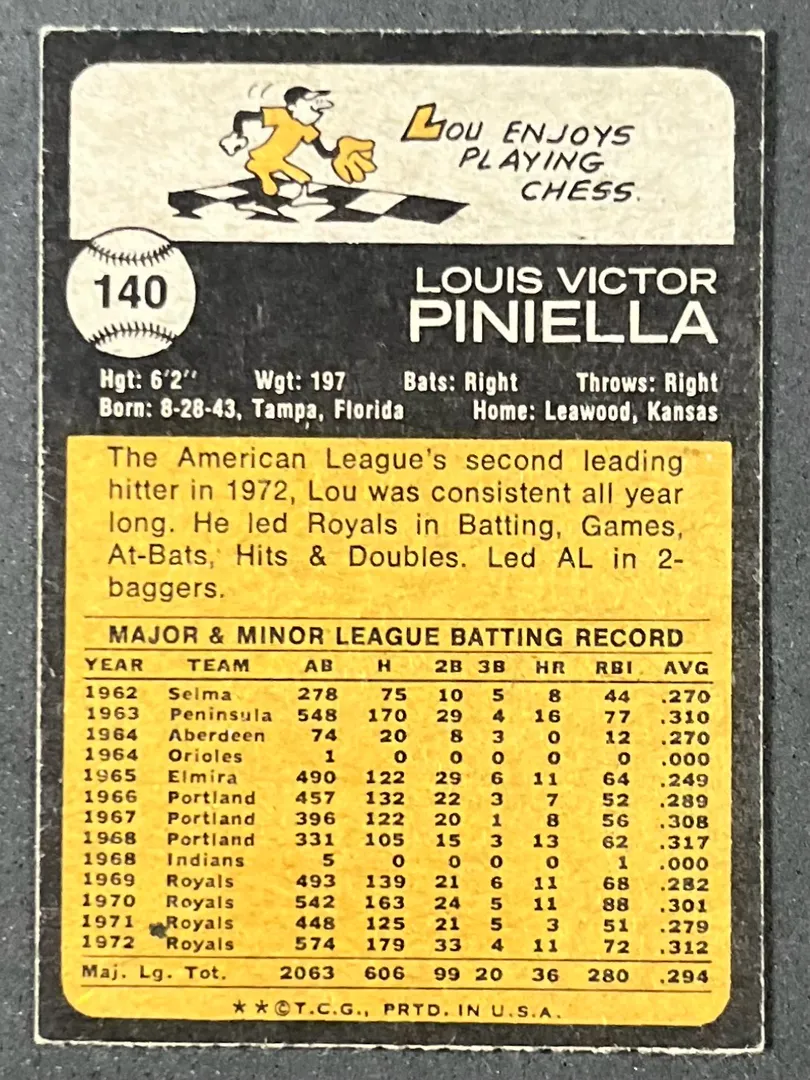 LOU ENJOYS
PLAYING
CHESS.
140
LOUIS VICTOR
PINIELLA
Hgt: 6'2" Wgt: 197 Bats: Right Throws: Right
Born: 8-28-43, Tampa, Florida Home: Leawood, Kansas
The American League's second leading
hitter in 1972, Lou was consistent all year
long. He led Royals in Batting, Games,
At-Bats, Hits & Doubles. Led AL in 2-
baggers.
MAJOR & MINOR LEAGUE BATTING RECORD
YEAR TEAM AB H 2B 3B HR RBI AVG
1962 Selma 278 75 10 5 8 44 .270
1963 Peninsula 548 170 29 4 16 77 .310
1964 Aberdeen 74 20 8 3 0 12 .270
1964 Orioles 1 0 0 0 0 0 .000
1965 Elmira 490 122 29 6 11 64 .249
1966 Portland 457 132 22 3 7 52 .289
1967 Portland 396 122 20 1 8 56 .308
1968 Portland 331 105 15 3 13 62 .317
1968 Indians 5 0 0 0 0 1 .000
1969 Royals 493 139 21 6 11 68 .282
1970 Royals 542 163 24 5 11 88 .301
1971 Royals 448 125 21 5 3 51 .279
1972 Royals 574 179 33 4 11 72 .312
Maj. Lg. Tot. 2063 606 99 20 36 280 .294
**©T.C.G., PRTD. IN U.S.A.